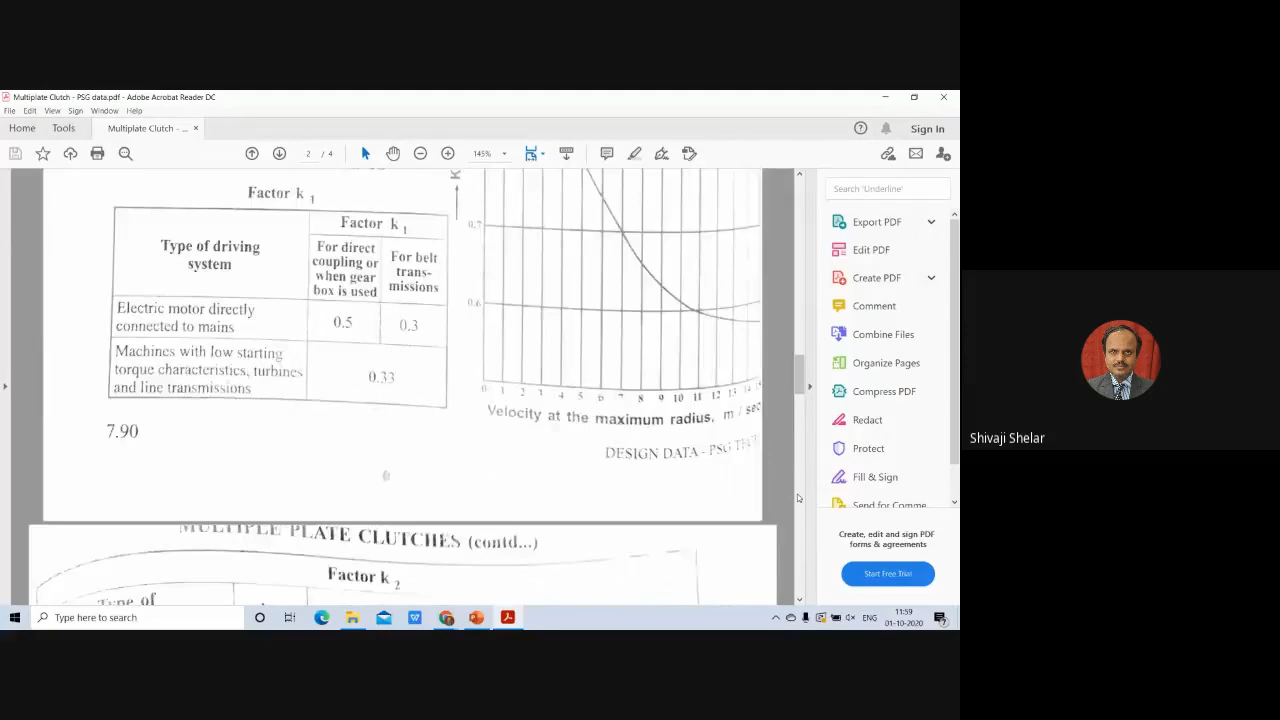 Multiplate Clutch - PSG data.pdf - Adobe Acrobat Reader DC
File Edit View Sign Window Help
Home Tools Multiplate Clutch - ... × Sign In
2 / 4 145%
Factor k 1
Type of driving system
Factor k 1
For direct coupling or when gear box is used
For belt trans-missions
Electric motor directly connected to mains
0.5 0.3
Machines with low starting torque characteristics, turbines and line transmissions
0.33
7.90
K
0.7
0.6
0 1 2 3 4 5 6 7 8 9 10 11 12 13 14
Velocity at the maximum radius, m / sec
DESIGN DATA - PSG
MULTIPLE PLATE CLUTCHES (contd...)
Factor k 2
Type of
Search 'Underline'
Export PDF
Edit PDF
Create PDF
Comment
Combine Files
Organize Pages
Compress PDF
Redact
Protect
Fill & Sign
Send for Comme
Create, edit and sign PDF
forms & agreements
Start Free Trial
Type here to search
ENG
11:59
01-10-2020
Shivaji Shelar